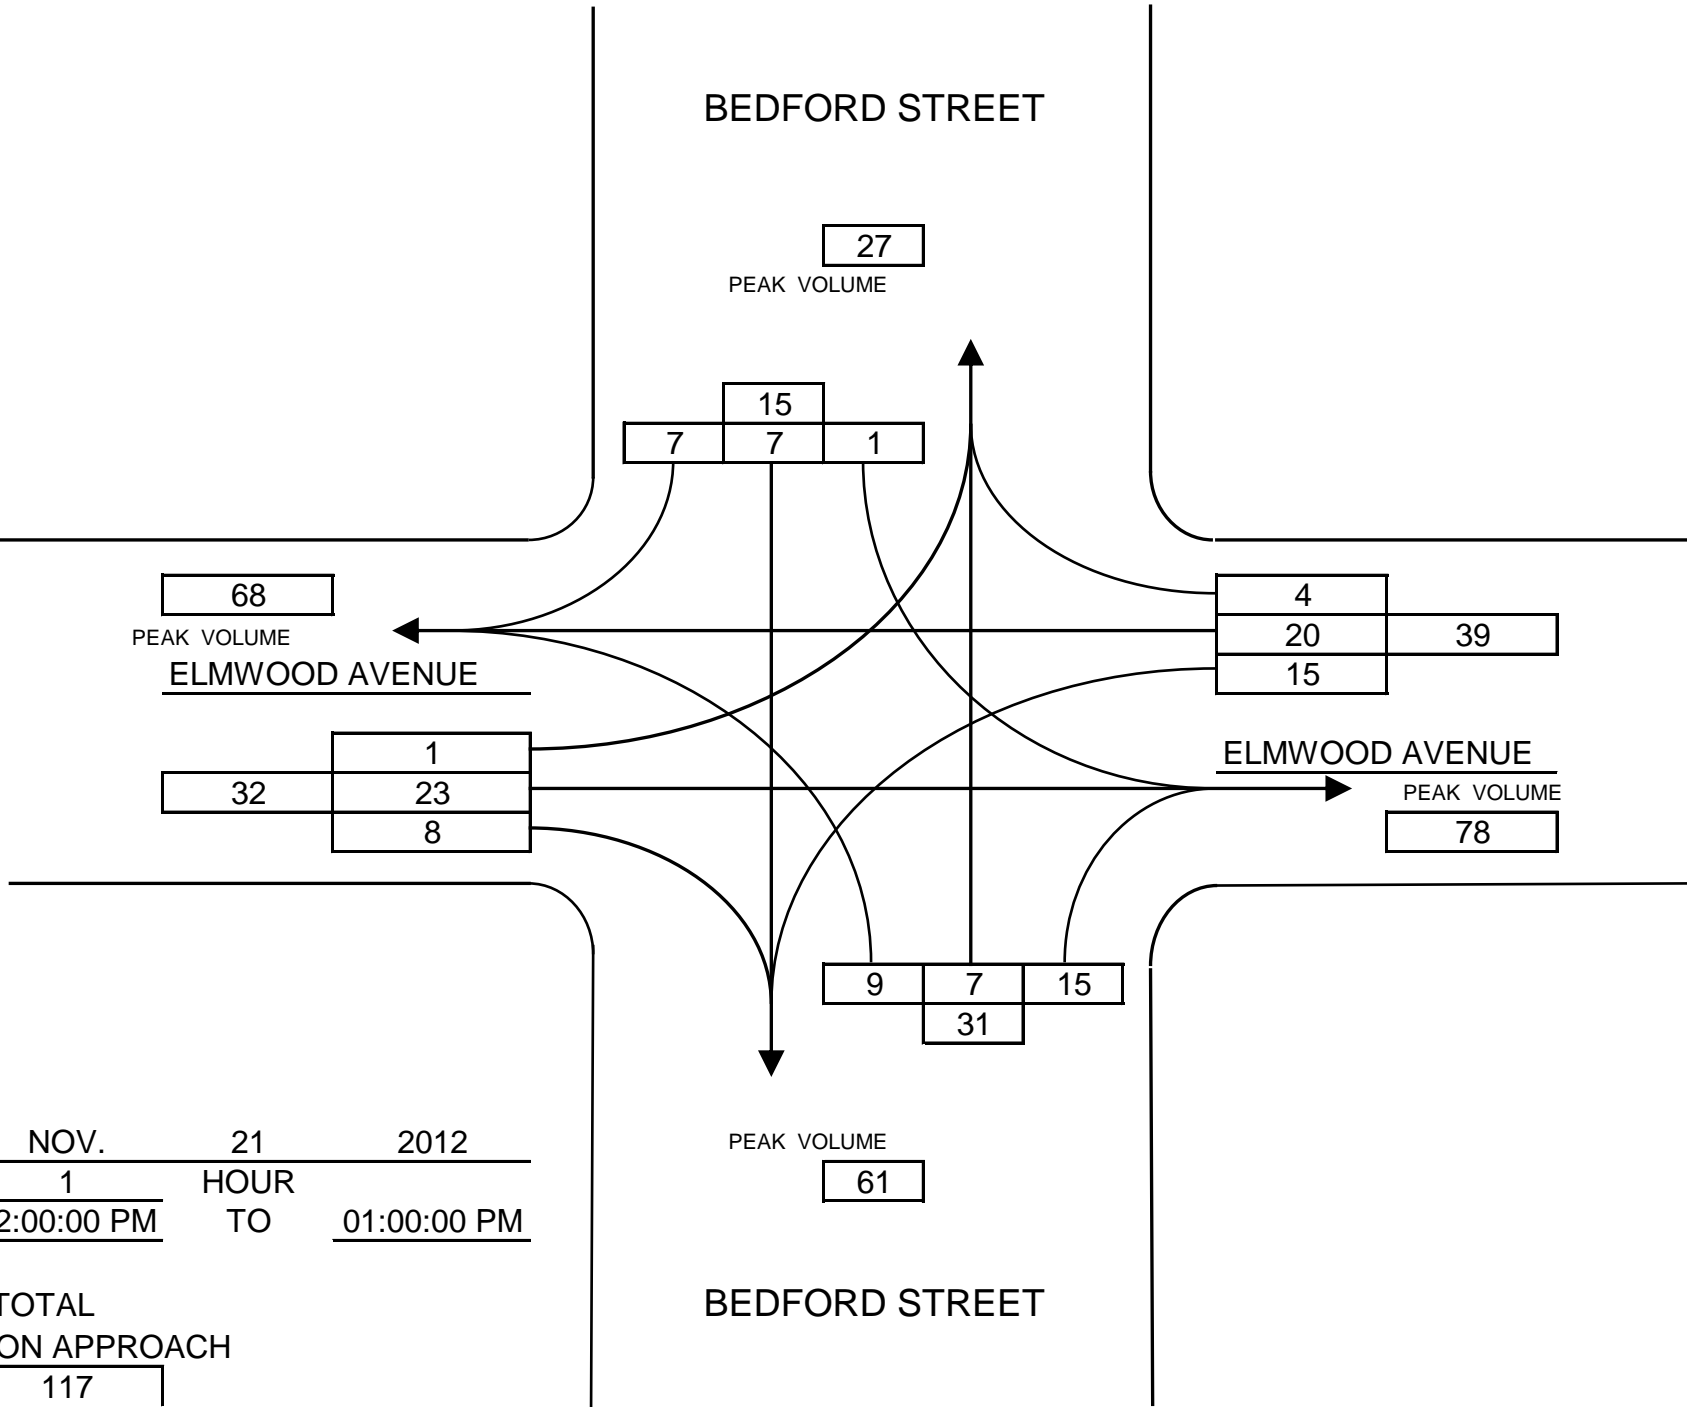 BEDFORD STREET
27
PEAK VOLUME
15
7 7 1
68
PEAK VOLUME
ELMWOOD AVENUE
4
20 39
15
1
32 23
8
ELMWOOD AVENUE
PEAK VOLUME
78
9 7 15
31
PEAK VOLUME
61
NOV. 21 2012
1 HOUR
2:00:00 PM TO 01:00:00 PM
TOTAL
ON APPROACH
117
BEDFORD STREET